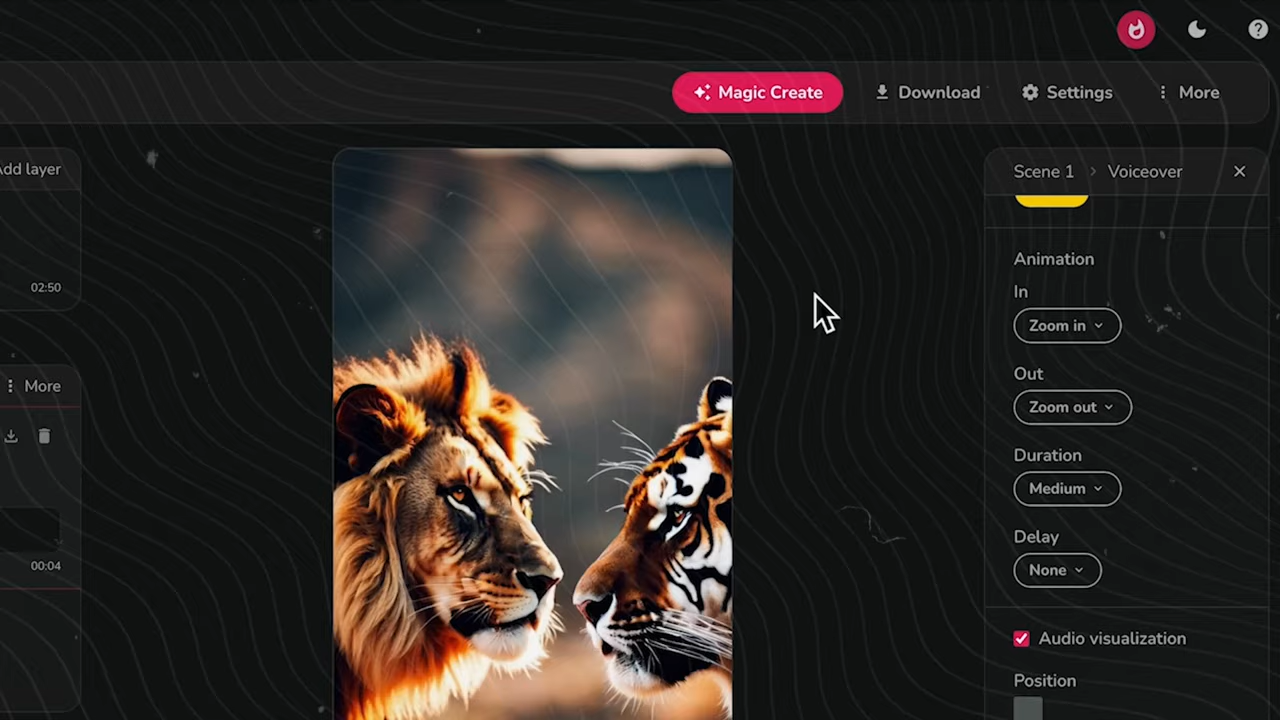 Magic Create
Download
Settings
More
Add layer
02:50
More
00:04
Scene 1 > Voiceover
Animation
In
Zoom in
Out
Zoom out
Duration
Medium
Delay
None
Audio visualization
Position